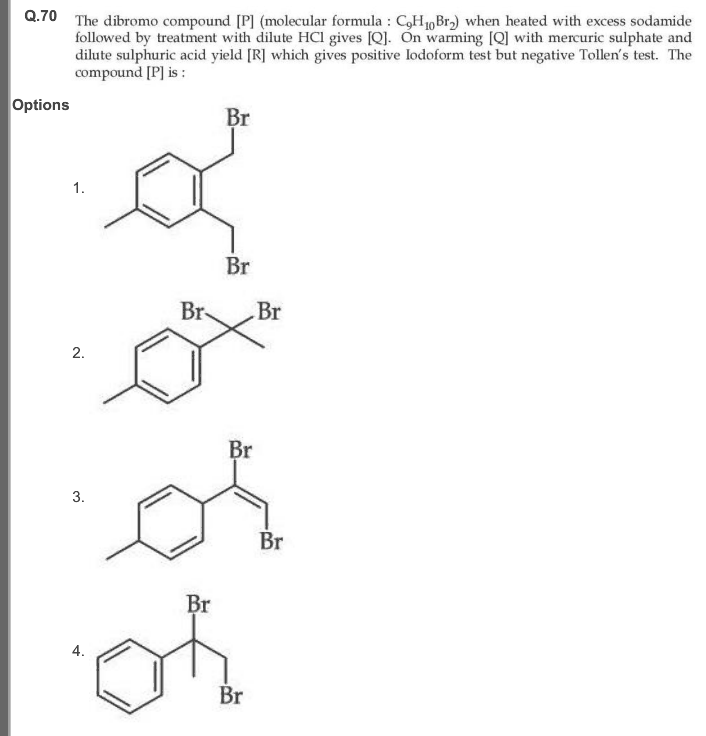 Q.70 The dibromo compound [P] (molecular formula : C₉H₁₀Br₂) when heated with excess sodamide
followed by treatment with dilute HCl gives [Q]. On warming [Q] with mercuric sulphate and
dilute sulphuric acid yield [R] which gives positive Iodoform test but negative Tollen's test. The
compound [P] is :
Options
Br
1.
Br
Br Br
2.
Br
3.
Br
Br
4.
Br